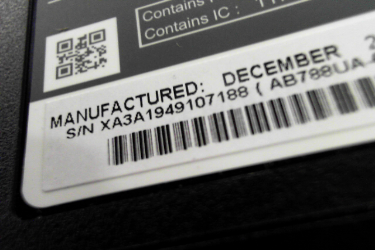 Contains
Contains IC :
MANUFACTURED: DECEMBER
S/N XA3A1949107188 ( AB788UA